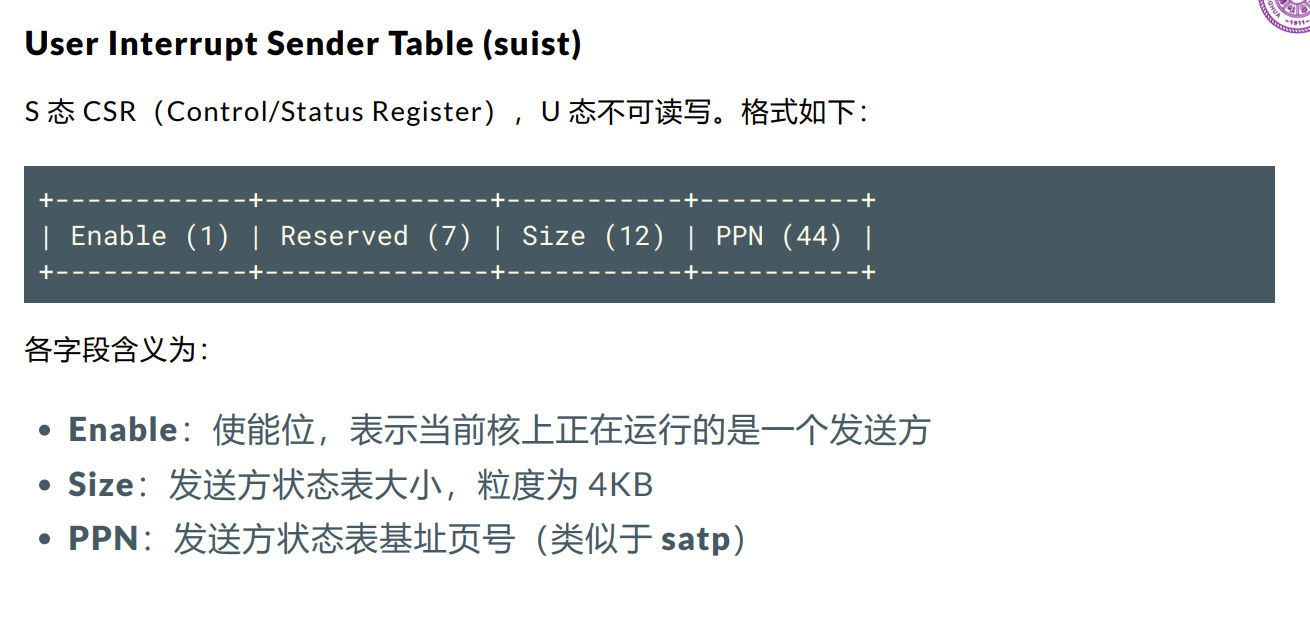 User Interrupt Sender Table (suist)
S 态 CSR（Control/Status Register），U 态不可读写。格式如下：
+------------+--------------+-----------+----------+
| Enable (1) | Reserved (7) | Size (12) | PPN (44) |
+------------+--------------+-----------+----------+
各字段含义为：
• Enable：使能位，表示当前核上正在运行的是一个发送方
• Size：发送方状态表大小，粒度为 4KB
• PPN：发送方状态表基址页号（类似于 satp）
-1911-